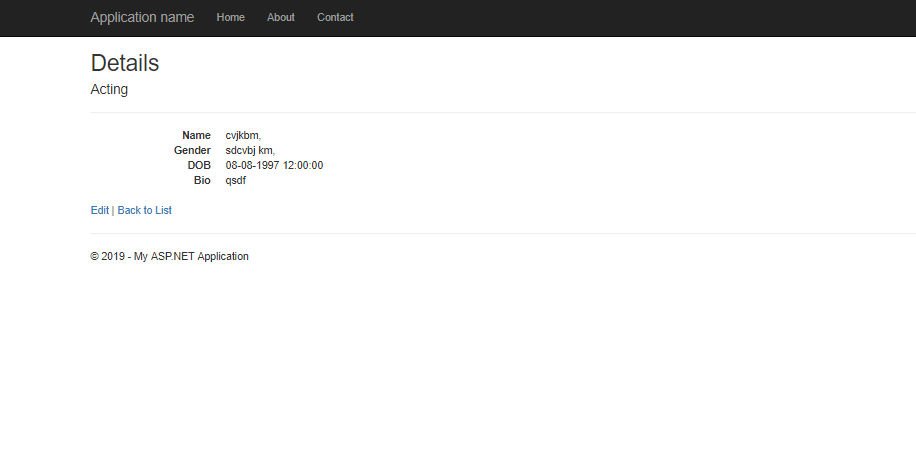 Application name Home About Contact
Details
Acting
Name cvjkbm,
Gender sdcvbj km,
DOB 08-08-1997 12:00:00
Bio qsdf
Edit | Back to List
© 2019 - My ASP.NET Application